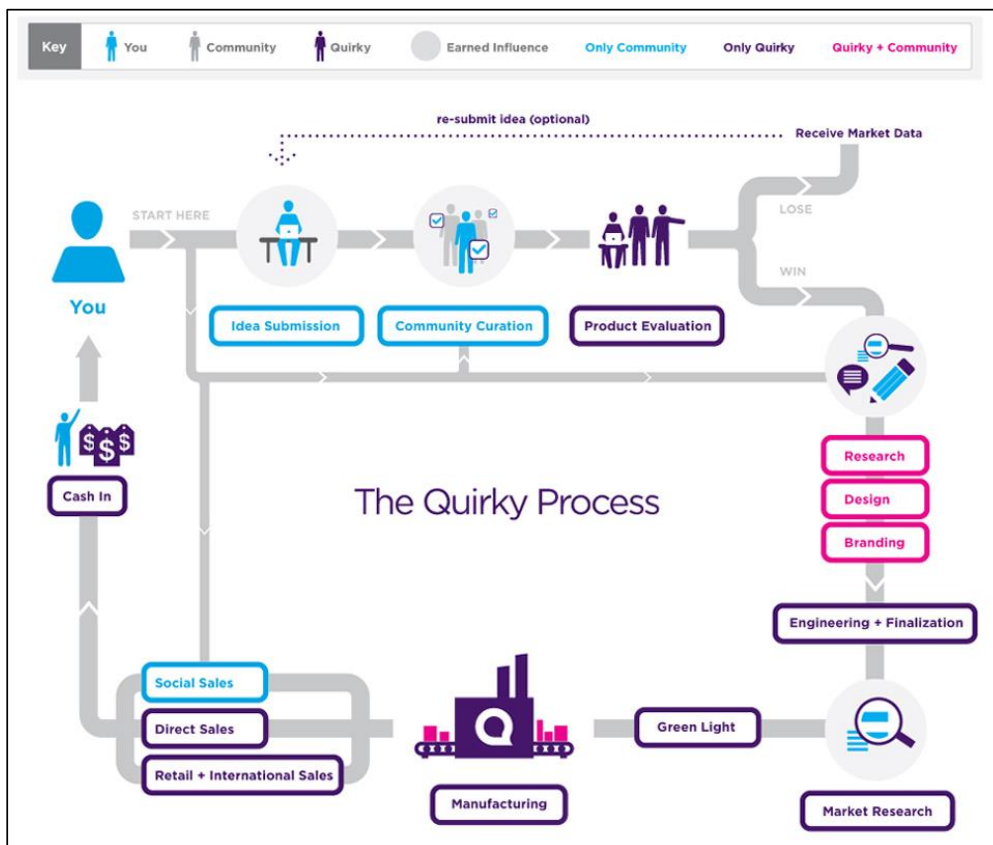 Key
You
Community
Quirky
Earned Influence
Only Community
Only Quirky
Quirky + Community
re-submit idea (optional)
Receive Market Data
START HERE
LOSE
WIN
You
Idea Submission
Community Curation
Product Evaluation
$ $ $
Cash In
The Quirky Process
Research
Design
Branding
Engineering + Finalization
Social Sales
Direct Sales
Retail + International Sales
Manufacturing
Green Light
Market Research